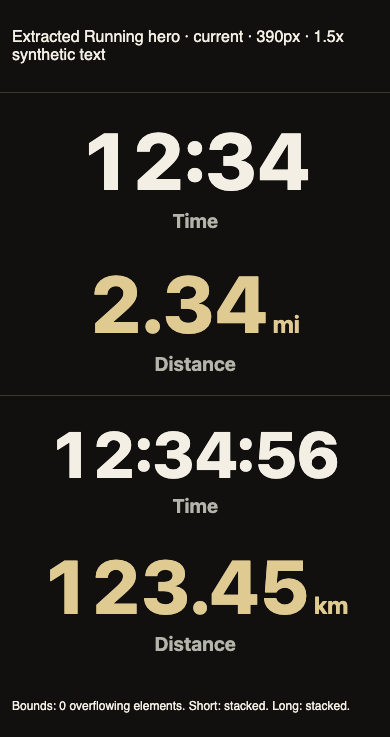 Extracted Running hero · current · 390px · 1.5x
synthetic text
12:34
Time
2.34 mi
Distance
12:34:56
Time
123.45 km
Distance
Bounds: 0 overflowing elements. Short: stacked. Long: stacked.